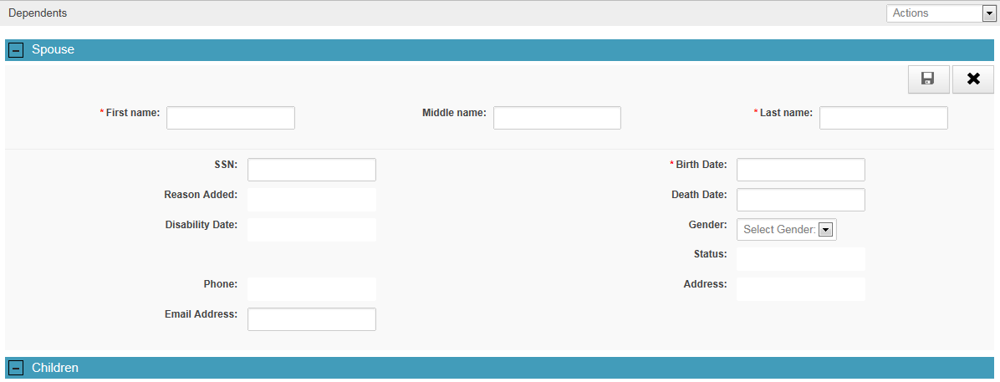 Dependents Actions
Spouse
* First name: Middle name: * Last name:
SSN: * Birth Date:
Reason Added: Death Date:
Disability Date: Gender: Select Gender:
Status:
Phone: Address:
Email Address:
Children